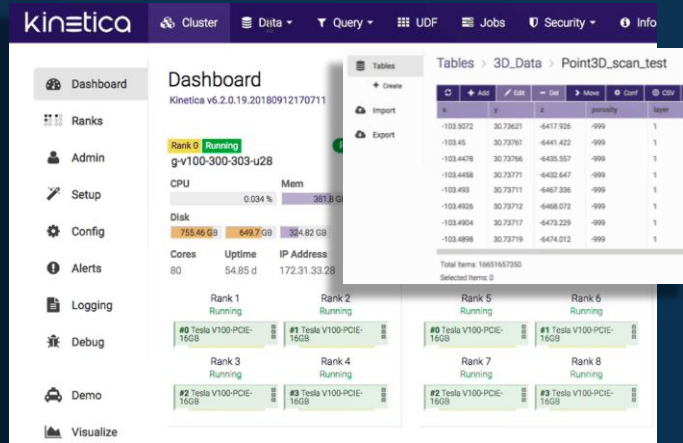 kinetica
Cluster
Data
Query
UDF
Jobs
Security
Info
Dashboard
Ranks
Admin
Setup
Config
Alerts
Logging
Debug
Demo
Visualize
Dashboard
Kinetica v6.2.0.19.20180912170711
Rank 0 Running
g-v100-300-303-u28
CPU Mem
0.034 % 381.8 GB
Disk
755.46 GB 649.7 GB 324.82 GB
Cores Uptime IP Address
80 54.85 d 172.31.33.28
Rank 1 Rank 2 Rank 5 Rank 6
Running Running Running Running
#0 Tesla V100-PCIE-16GB #1 Tesla V100-PCIE-16GB #0 Tesla V100-PCIE-16GB #1 Tesla V100-PCIE-16GB
Rank 3 Rank 4 Rank 7 Rank 8
Running Running Running Running
#2 Tesla V100-PCIE-16GB #3 Tesla V100-PCIE-16GB #2 Tesla V100-PCIE-16GB #3 Tesla V100-PCIE-16GB
Tables
+ Create
Import
Export
Tables > 3D_Data > Point3D_scan_test
+ Add Edit - Del > Move Conf CSV
x y z porosity layer
-103.5072 30.73621 -6417.926 -999 1
-103.45 30.73761 -6441.422 -999 1
-103.4478 30.73766 -6435.557 -999 1
-103.4458 30.73771 -6432.647 -999 1
-103.493 30.73711 -6467.336 -999 1
-103.4926 30.73712 -6468.072 -999 1
-103.4904 30.73717 -6473.229 -999 1
-103.4898 30.73719 -6474.012 -999 1
Total Items: 16651657350
Selected Items: 0